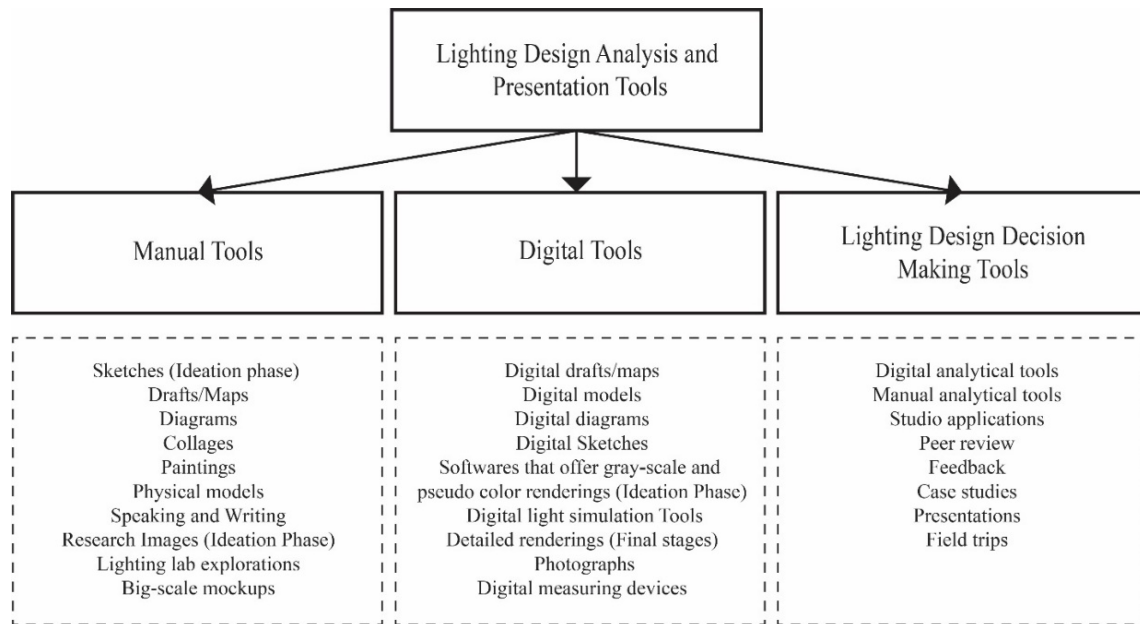 Lighting Design Analysis and
Presentation Tools
Manual Tools
Digital Tools
Lighting Design Decision
Making Tools
Sketches (Ideation phase)
Drafts/Maps
Diagrams
Collages
Paintings
Physical models
Speaking and Writing
Research Images (Ideation Phase)
Lighting lab explorations
Big-scale mockups
Digital drafts/maps
Digital models
Digital diagrams
Digital Sketches
Softwares that offer gray-scale and
pseudo color renderings (Ideation Phase)
Digital light simulation Tools
Detailed renderings (Final stages)
Photographs
Digital measuring devices
Digital analytical tools
Manual analytical tools
Studio applications
Peer review
Feedback
Case studies
Presentations
Field trips